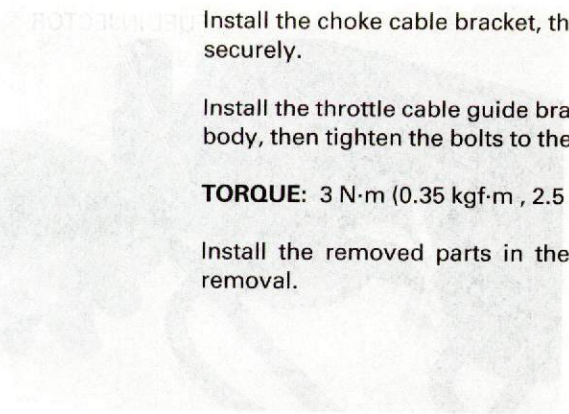 Install the choke cable bracket, th
securely.
Install the throttle cable guide bra
body, then tighten the bolts to the
TORQUE: 3 N·m (0.35 kgf·m , 2.5
Install the removed parts in the
removal.